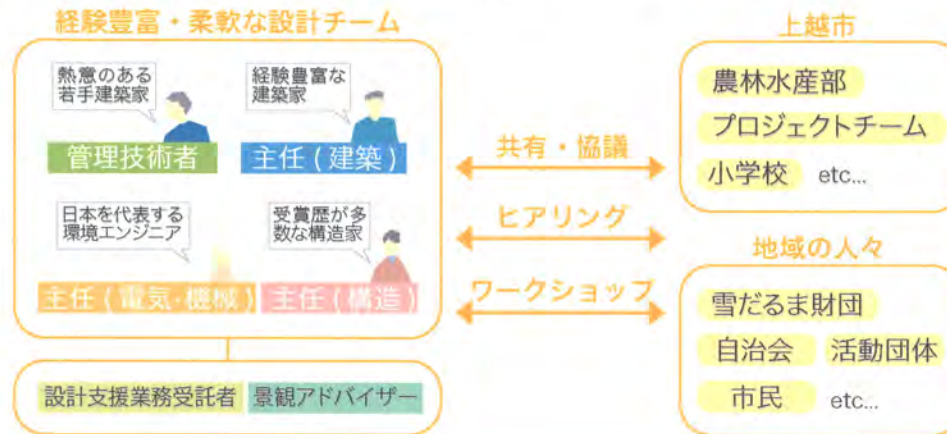 経験豊富・柔軟な設計チーム
熱意のある
若手建築家
経験豊富な
建築家
管理技術者
主任(建築)
日本を代表する
環境エンジニア
受賞歴が多
数な構造家
主任(電気・機械)
主任(構造)
設計支援業務受託者
景観アドバイザー
共有・協議
ヒアリング
ワークショップ
上越市
農林水産部
プロジェクトチーム
小学校 etc...
地域の人々
雪だるま財団
自治会 活動団体
市民 etc...